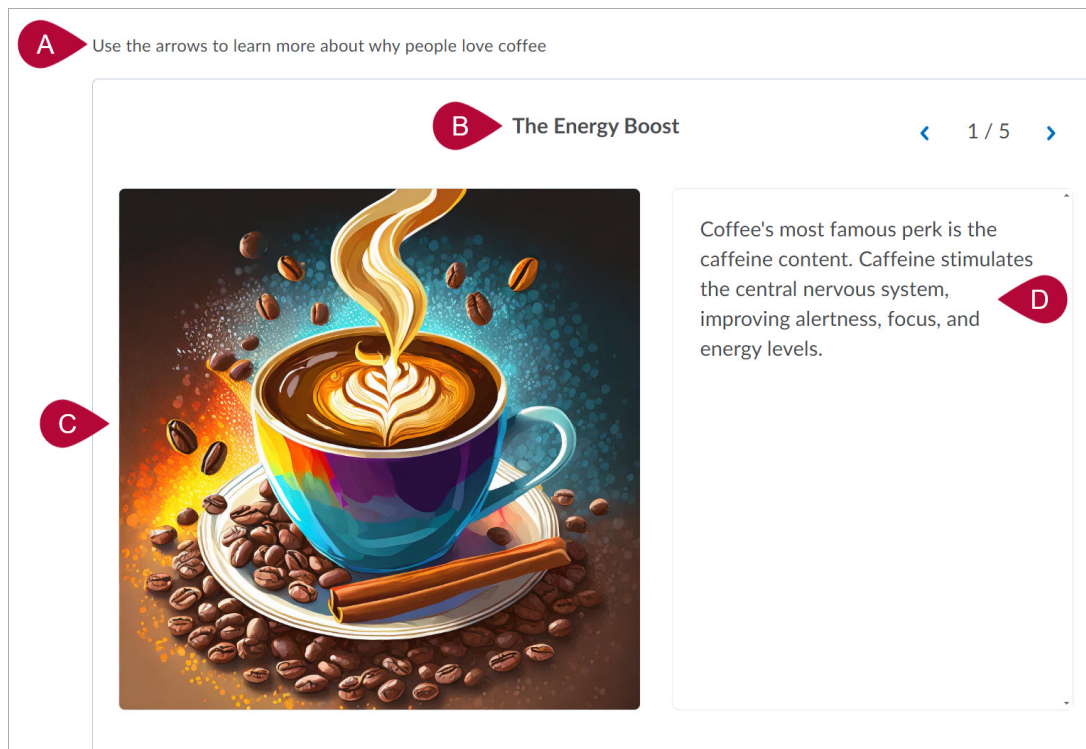 A
Use the arrows to learn more about why people love coffee
B
The Energy Boost
1 / 5
C
Coffee's most famous perk is the
caffeine content. Caffeine stimulates
the central nervous system,
improving alertness, focus, and
energy levels.
D